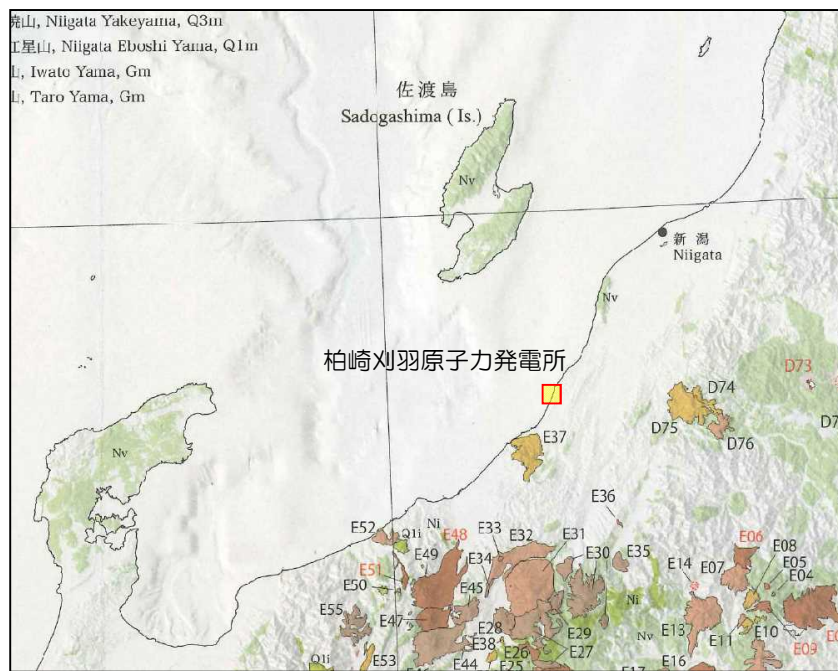 山, Niigata Yakeyama, Q3m
星山, Niigata Eboshi Yama, Q1m
山, Iwato Yama, Gm
山, Taro Yama, Gm
佐渡島
Sadogashima ( Is.)
Nv
新潟
Niigata
Nv
柏崎刈羽原子力発電所
D73
D74
D75
D76
E37
Nv
E36
E52
Q1i
Ni
E48
E33
E32
E31
E49
E34
E30
E35
E06
E51
E50
E45
E14
E07
E08
E05
E04
E55
E47
E28
Ni
E38
E29
Nv
E13
E11
E10
E09
Q1i
E53
E44
E26
E25
E27
E16
E17